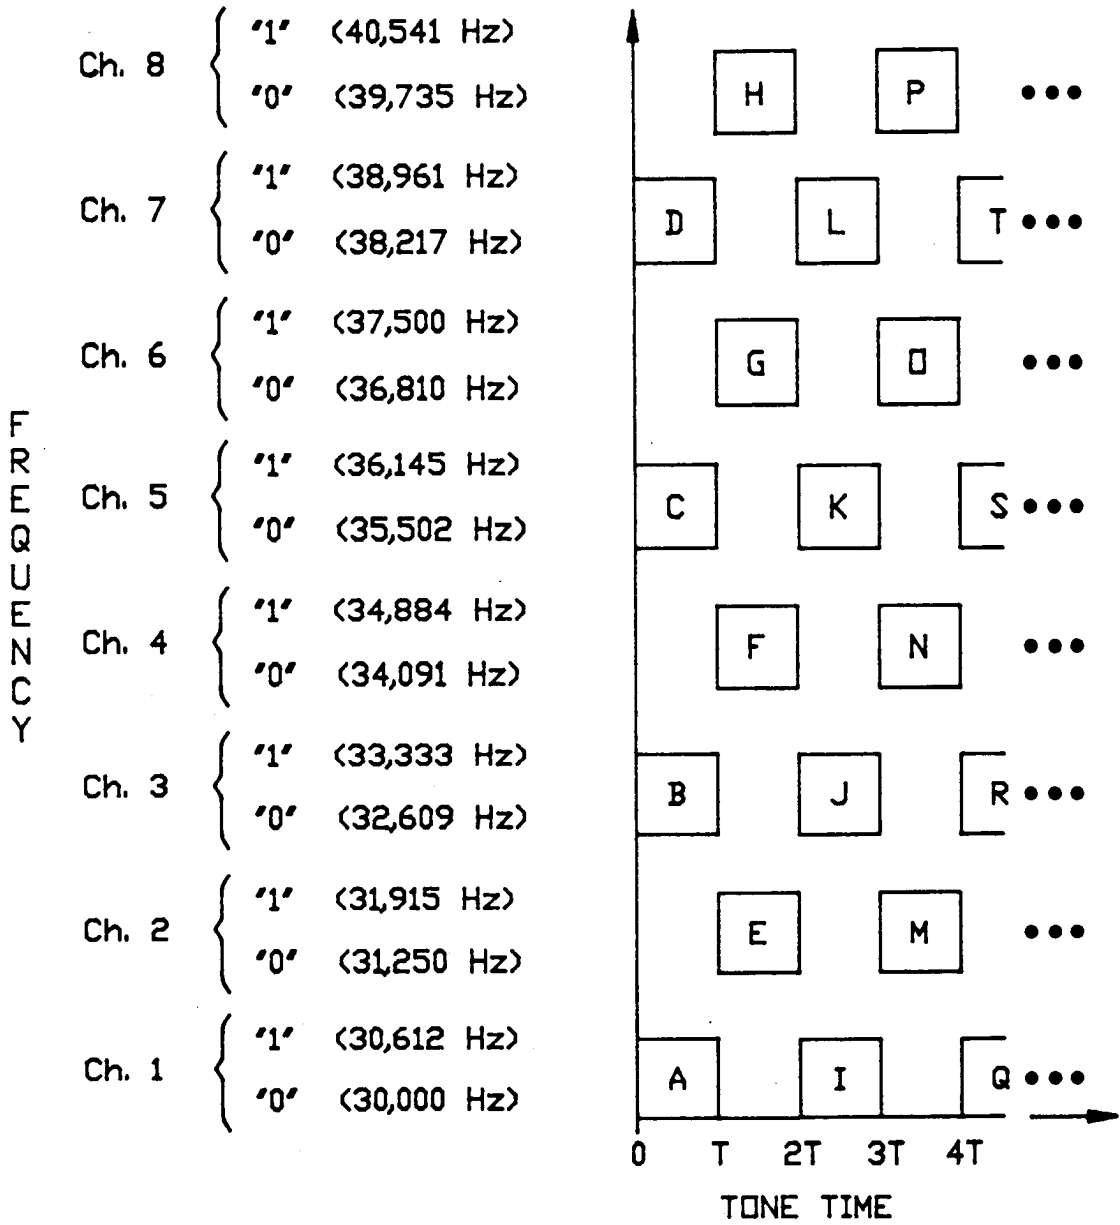 "1" (40,541 Hz)
Ch. 8
"0" (39,735 Hz)
H P •••
"1" (38,961 Hz)
Ch. 7
"0" (38,217 Hz)
D L T •••
"1" (37,500 Hz)
Ch. 6
"0" (36,810 Hz)
G O •••
FREQUENCY
"1" (36,145 Hz)
Ch. 5
"0" (35,502 Hz)
C K S •••
"1" (34,884 Hz)
Ch. 4
"0" (34,091 Hz)
F N •••
"1" (33,333 Hz)
Ch. 3
"0" (32,609 Hz)
B J R •••
"1" (31,915 Hz)
Ch. 2
"0" (31,250 Hz)
E M •••
"1" (30,612 Hz)
Ch. 1
"0" (30,000 Hz)
A I Q •••
0 T 2T 3T 4T
TONE TIME